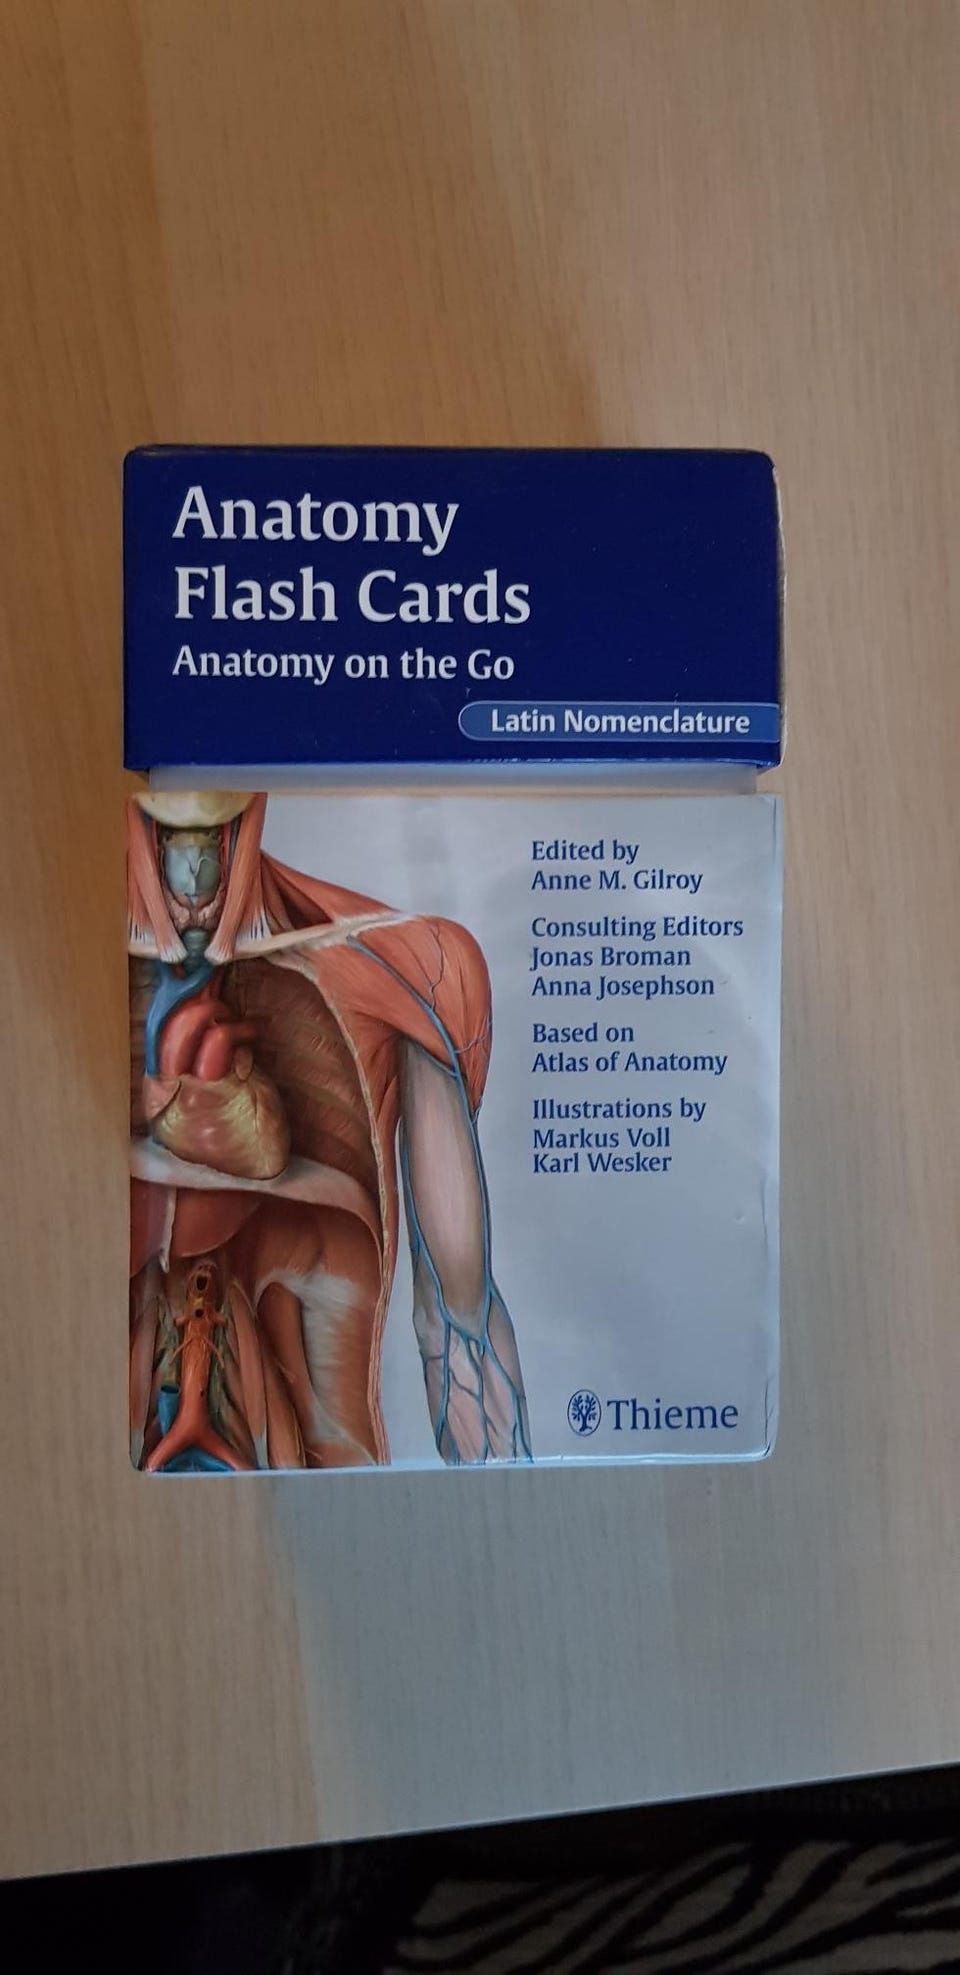 Anatomy
Flash Cards
Anatomy on the Go
Latin Nomenclature
Edited by
Anne M. Gilroy
Consulting Editors
Jonas Broman
Anna Josephson
Based on
Atlas of Anatomy
Illustrations by
Markus Voll
Karl Wesker
Thieme